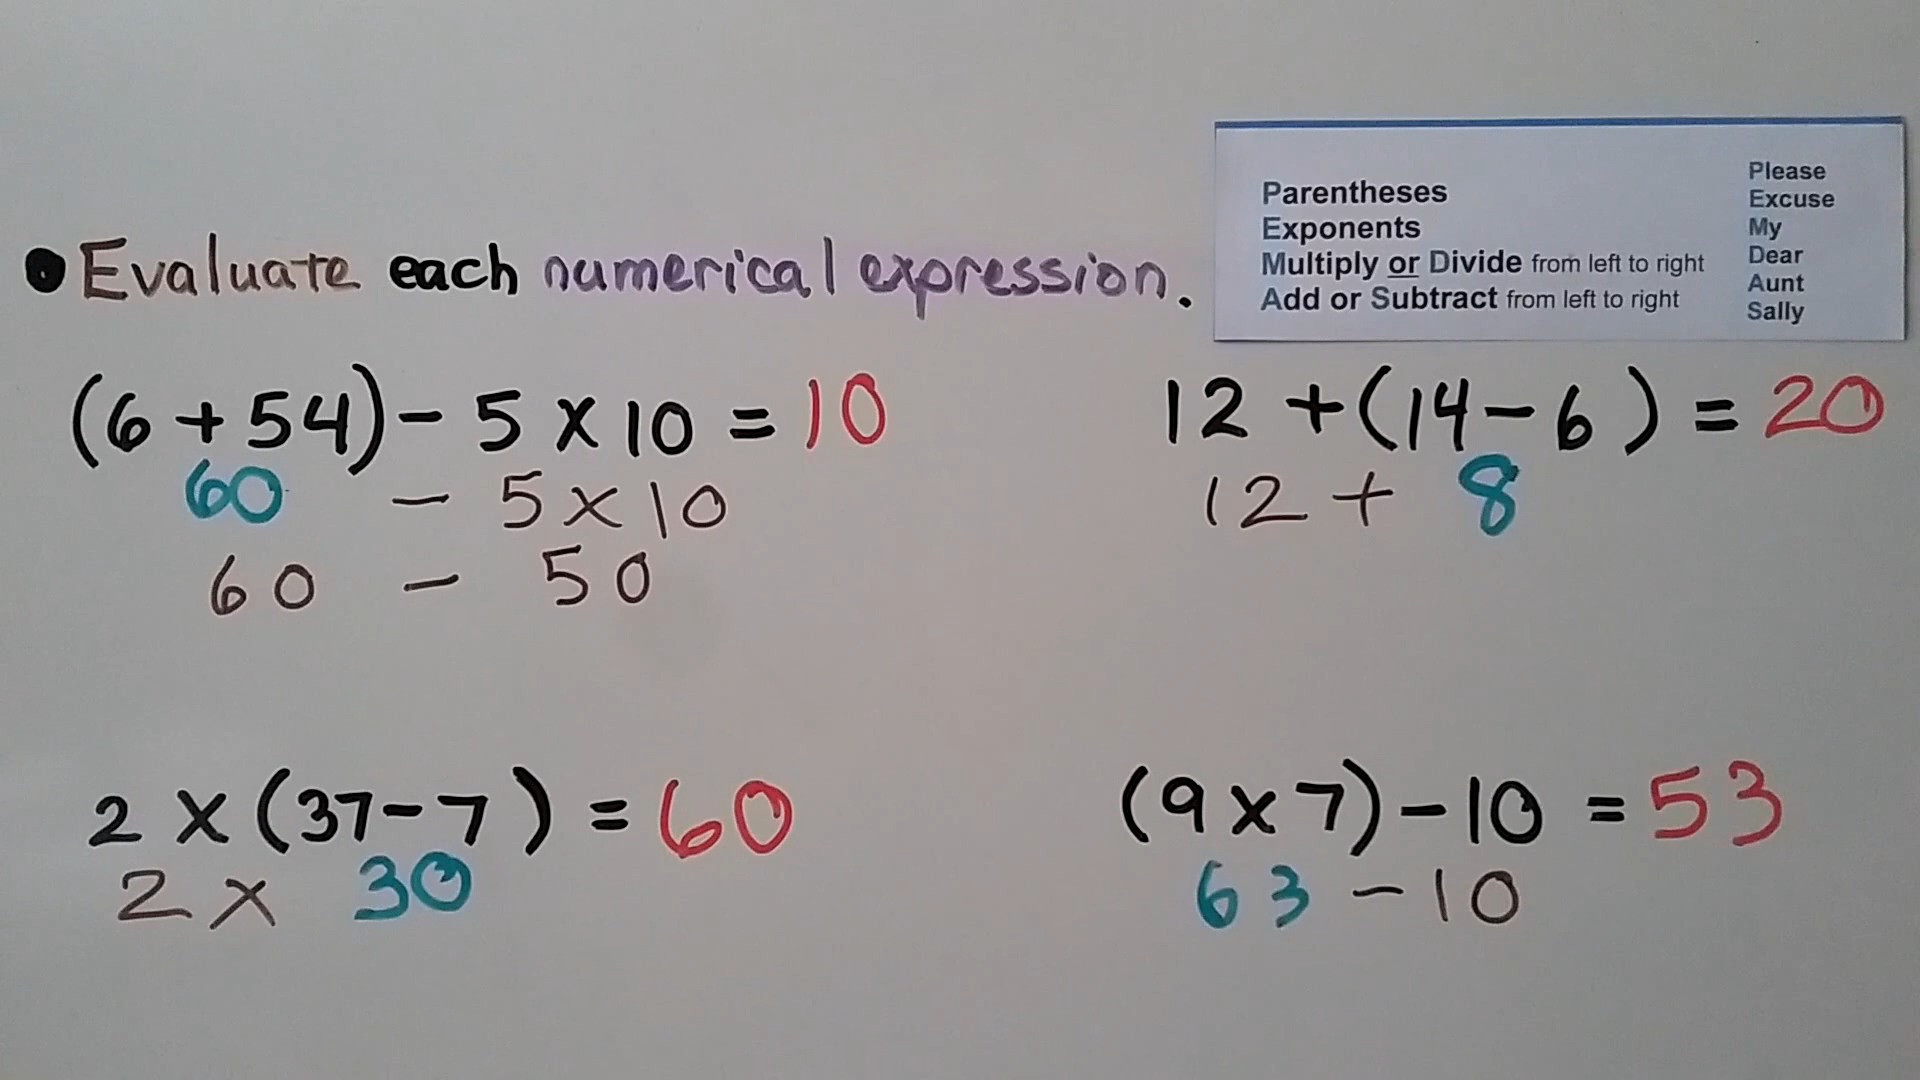 Parentheses
Exponents
Multiply or Divide from left to right
Add or Subtract from left to right
Please
Excuse
My
Dear
Aunt
Sally
• Evaluate each numerical expression.
(6 + 54) - 5 x 10 = 10
60 - 5 x 10
60 - 50
12 + (14 - 6) = 20
12 + 8
2 x (37 - 7) = 60
2 x 30
(9 x 7) - 10 = 53
63 - 10